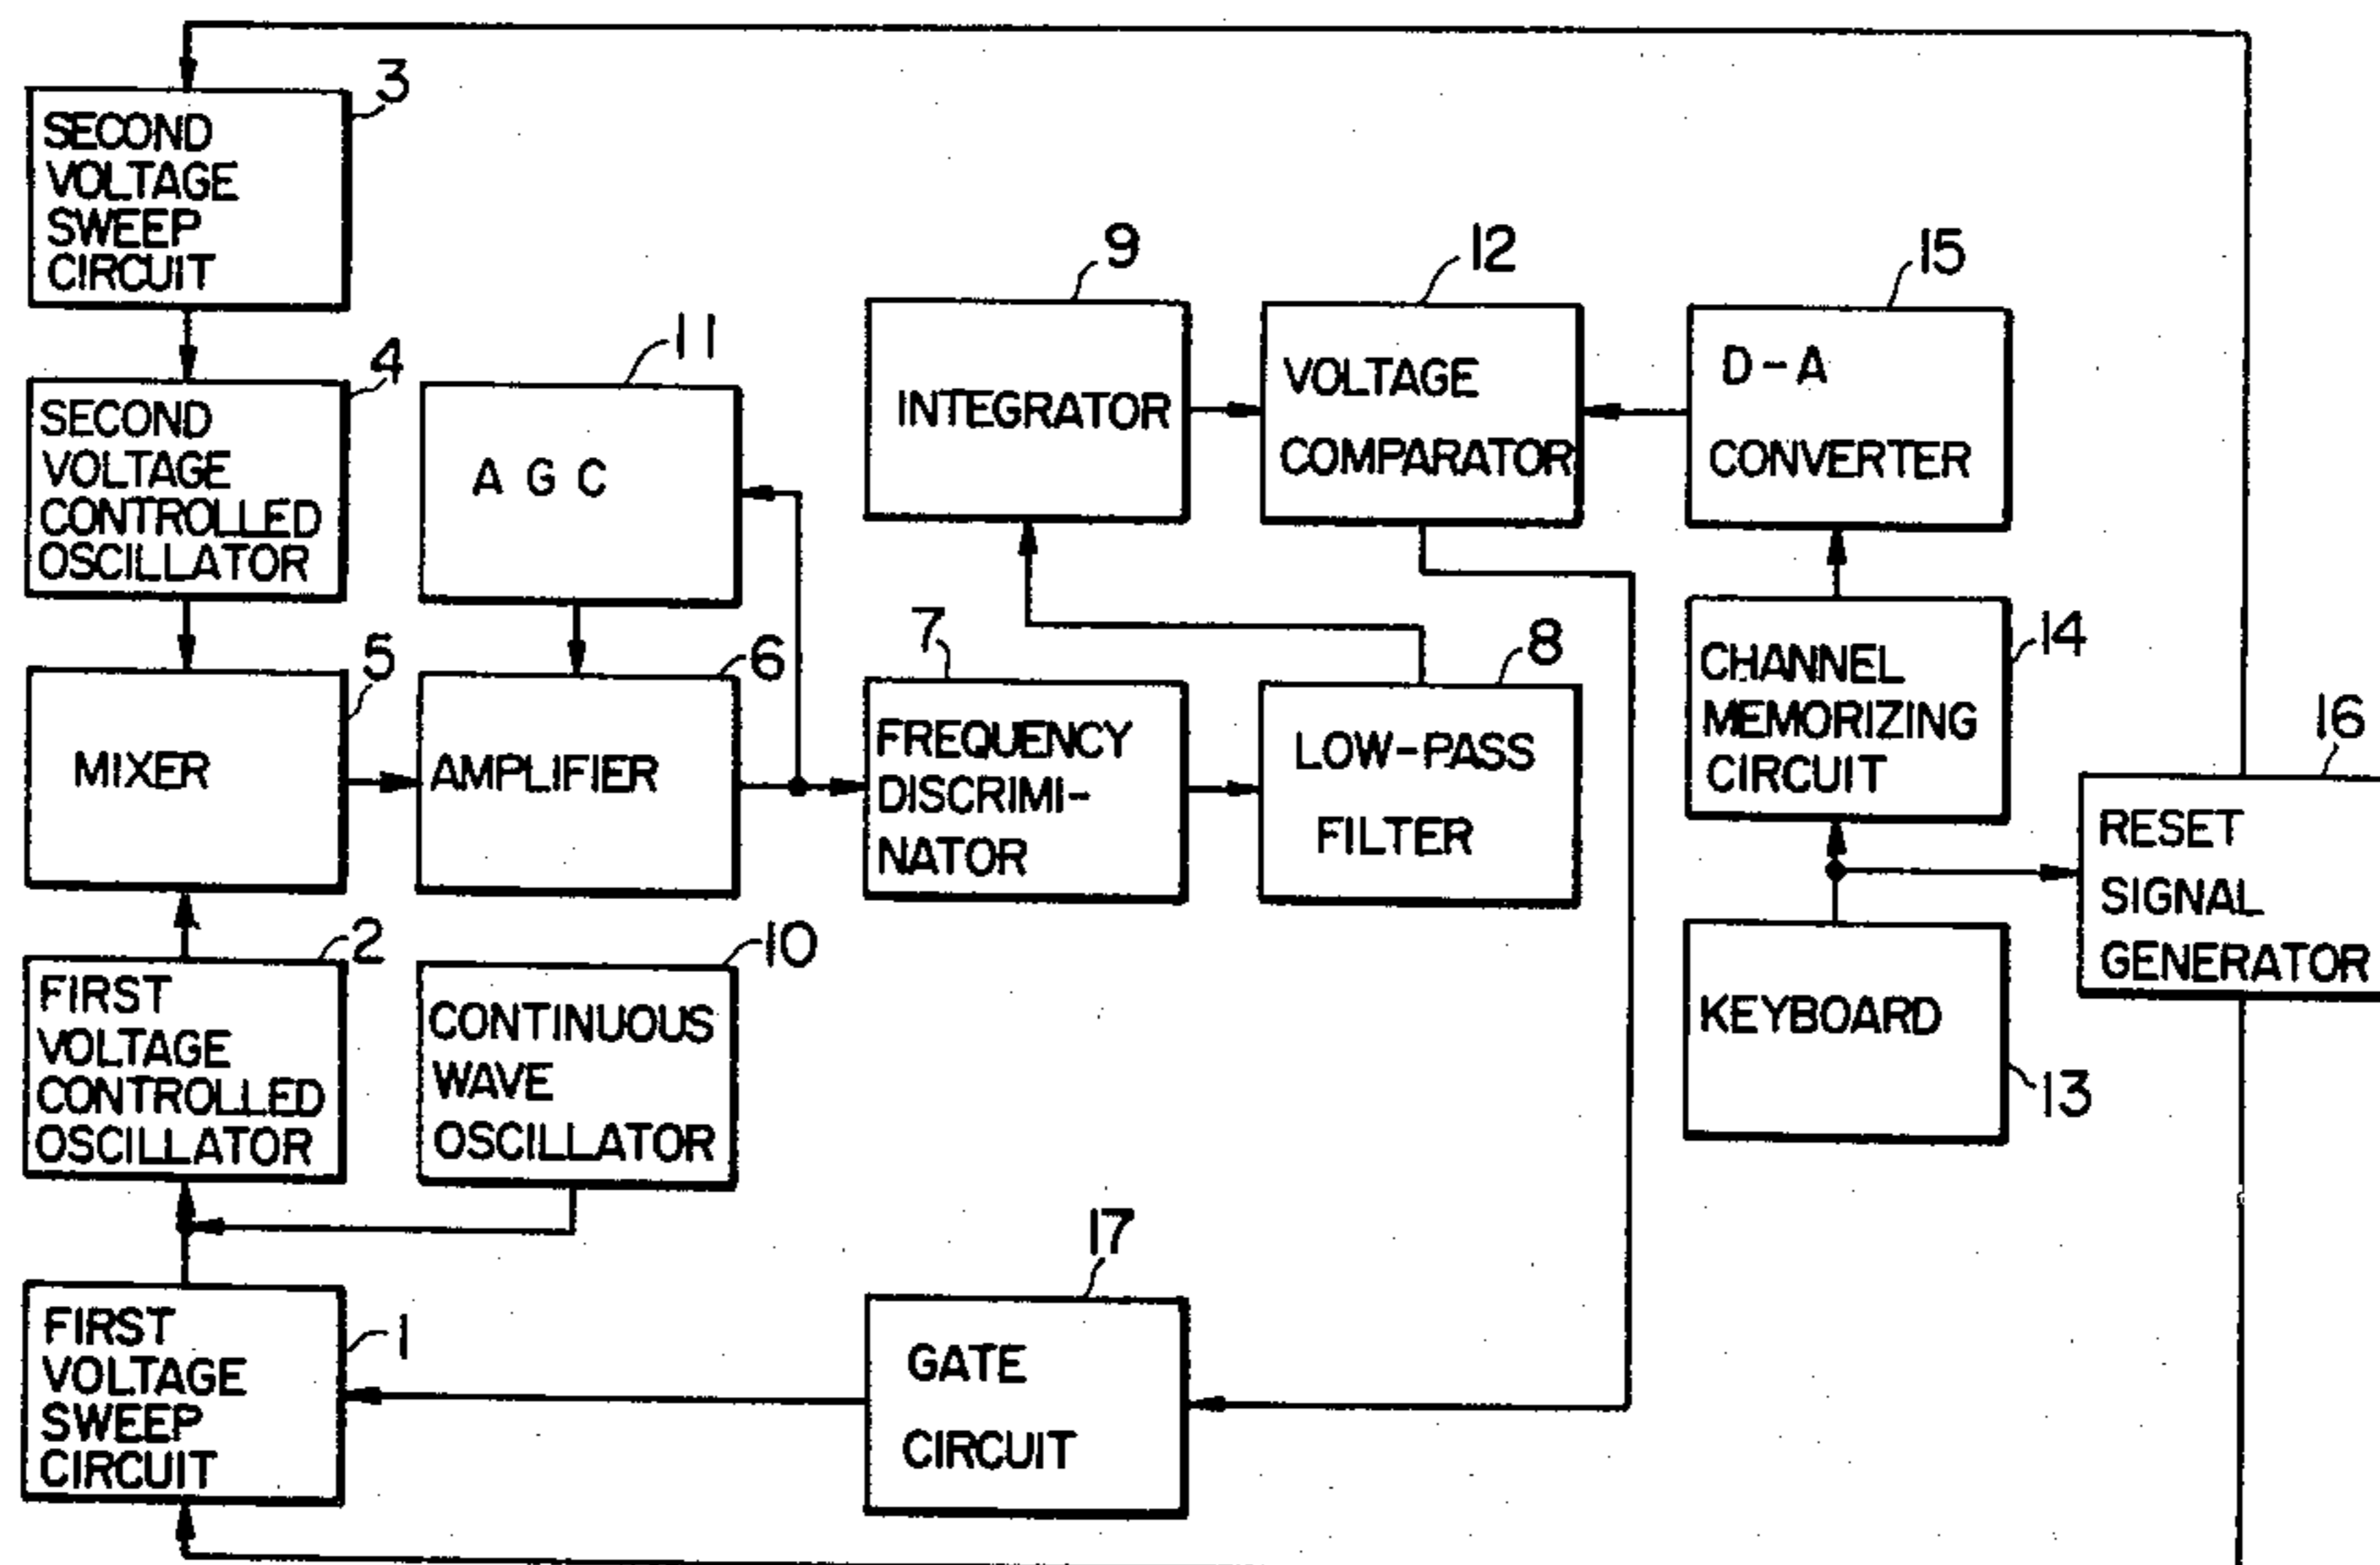 3
SECOND
VOLTAGE
SWEEP
CIRCUIT
4
SECOND
VOLTAGE
CONTROLLED
OSCILLATOR
11
A G C
9
INTEGRATOR
12
VOLTAGE
COMPARATOR
15
D-A
CONVERTER
5
MIXER
6
AMPLIFIER
7
FREQUENCY
DISCRIMI-
NATOR
8
LOW-PASS
FILTER
14
CHANNEL
MEMORIZING
CIRCUIT
16
RESET
SIGNAL
GENERATOR
2
FIRST
VOLTAGE
CONTROLLED
OSCILLATOR
10
CONTINUOUS
WAVE
OSCILLATOR
KEYBOARD
13
1
FIRST
VOLTAGE
SWEEP
CIRCUIT
17
GATE
CIRCUIT